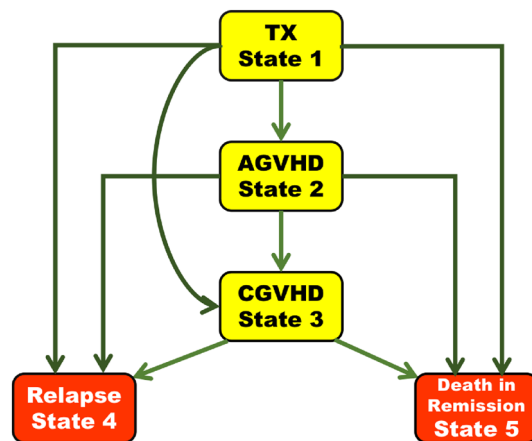 TX
State 1
AGVHD
State 2
CGVHD
State 3
Relapse
State 4
Death in
Remission
State 5